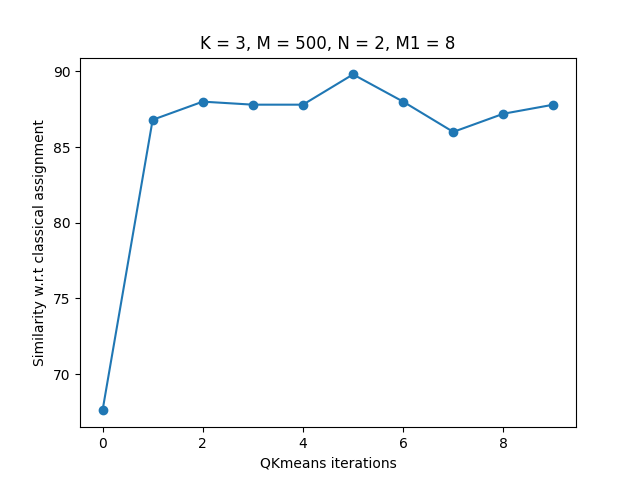 K = 3, M = 500, N = 2, M1 = 8
90
85
80
75
70
Similarity w.r.t classical assignment
0 2 4 6 8
QKmeans iterations